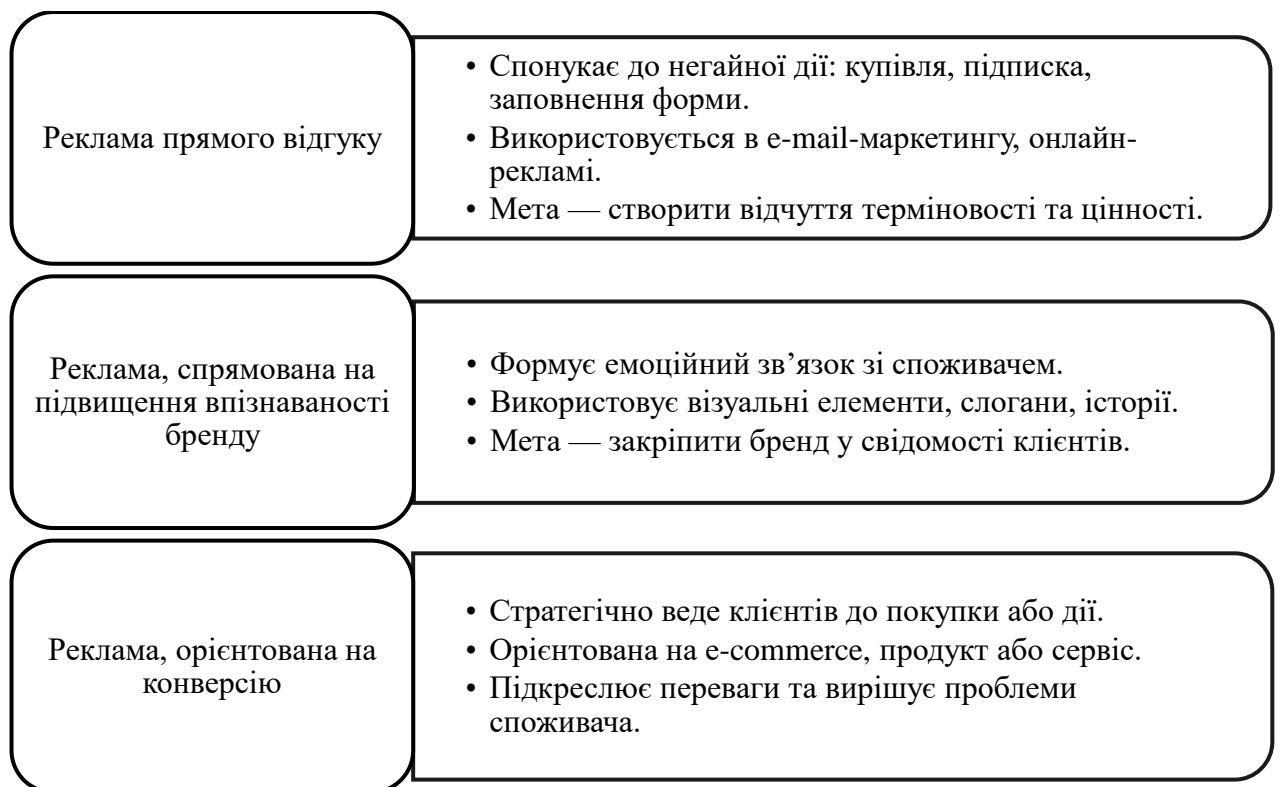 Реклама прямого відгуку
• Спонукає до негайної дії: купівля, підписка,
заповнення форми.
• Використовується в e-mail-маркетингу, онлайн-
рекламі.
• Мета — створити відчуття терміновості та цінності.
Реклама, спрямована на
підвищення впізнаваності
бренду
• Формує емоційний зв’язок зі споживачем.
• Використовує візуальні елементи, слогани, історії.
• Мета — закріпити бренд у свідомості клієнтів.
Реклама, орієнтована на
конверсію
• Стратегічно веде клієнтів до покупки або дії.
• Орієнтована на e-commerce, продукт або сервіс.
• Підкреслює переваги та вирішує проблеми
споживача.